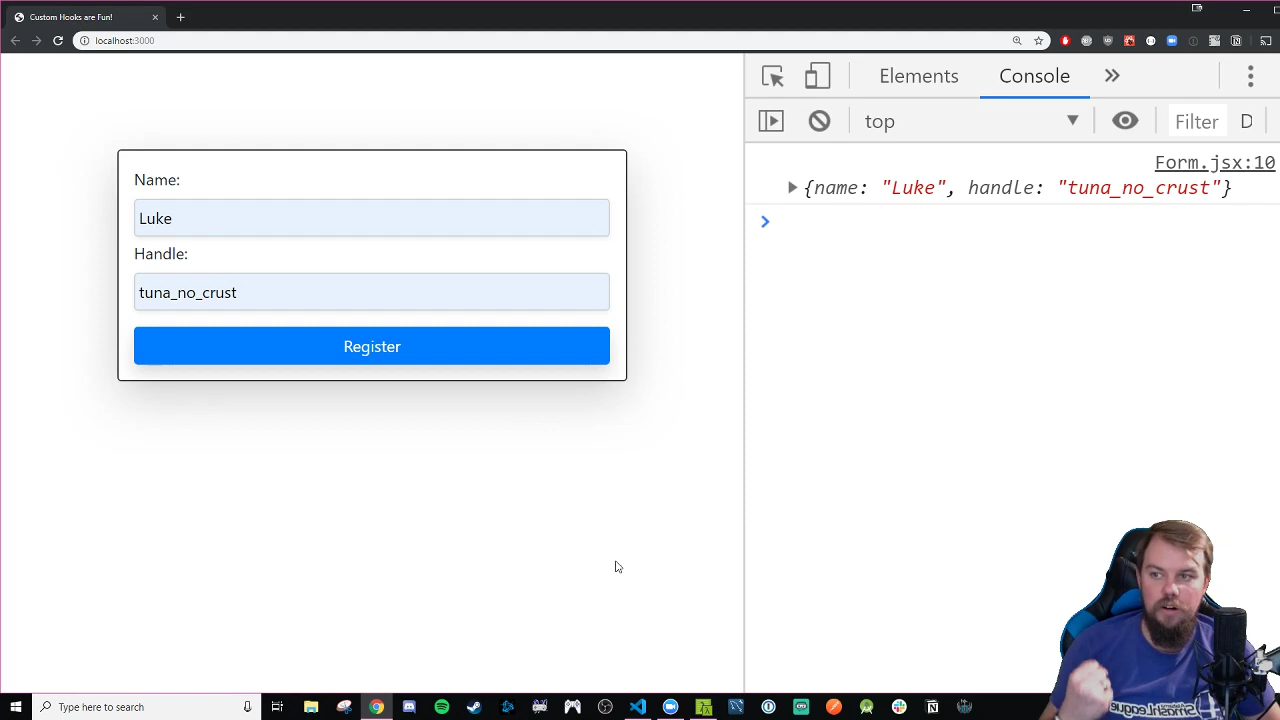 Custom Hooks are Fun!
localhost:3000
Elements
Console
top
Filter
D
Form.jsx:10
{name: "Luke", handle: "tuna_no_crust"}
Name:
Luke
Handle:
tuna_no_crust
Register
Type here to search